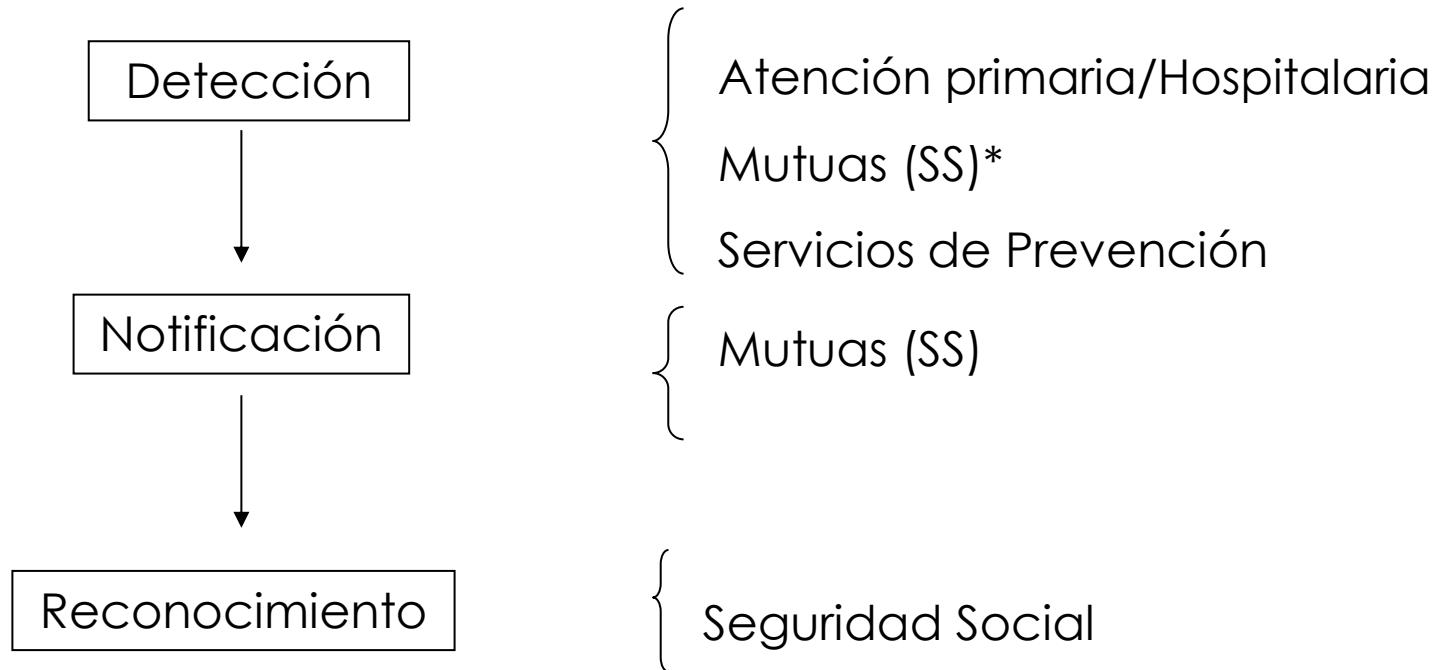 Detección
Atención primaria/Hospitalaria
Mutuas (SS)*
Servicios de Prevención
Notificación
Mutuas (SS)
Reconocimiento
Seguridad Social